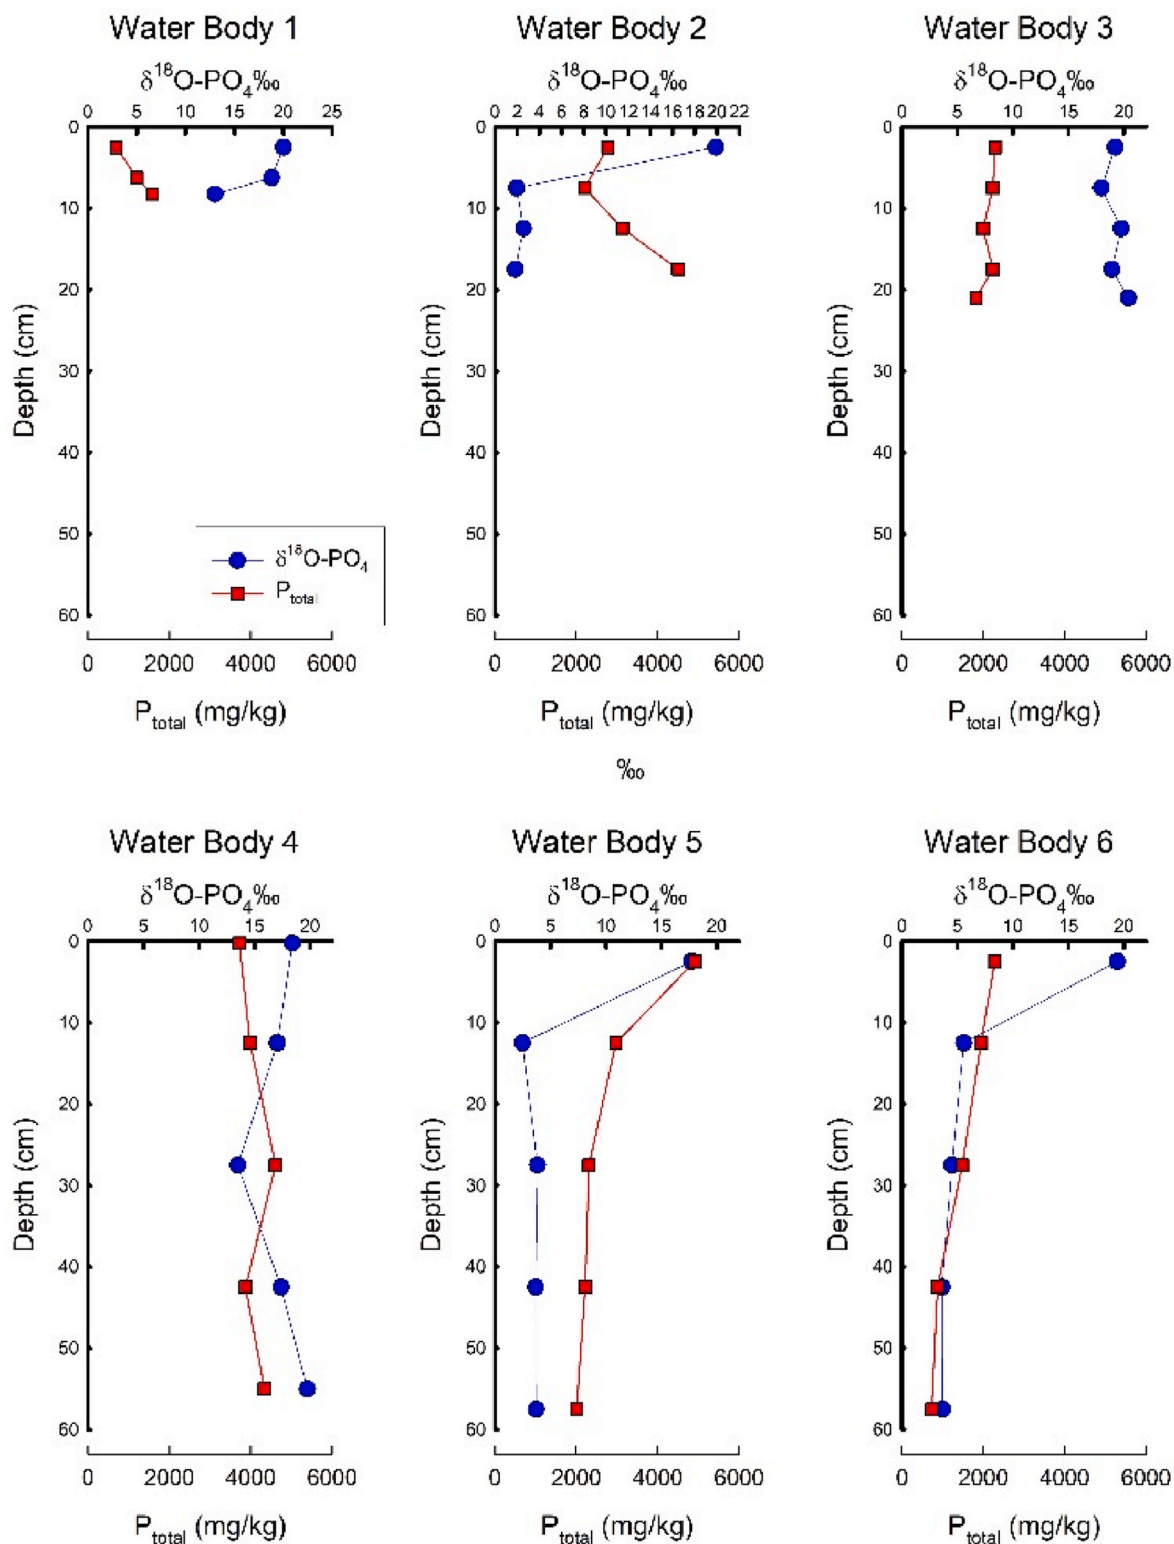 Water Body 1 Water Body 2 Water Body 3
δ¹⁸O-PO₄‰ δ¹⁸O-PO₄‰ δ¹⁸O-PO₄‰
0 5 10 15 20 25 2 4 6 8 10 12 14 16 18 20 22 0 5 10 15 20
0 0 0
10 10 10
20 20 20
30 30 30
40 40 40
50 50 50
60 60 60
Depth (cm) Depth (cm) Depth (cm)
δ¹⁸O-PO₄
P_total
0 2000 4000 6000 0 2000 4000 6000 0 2000 4000 6000
P_total (mg/kg) P_total (mg/kg) P_total (mg/kg)
‰
Water Body 4 Water Body 5 Water Body 6
δ¹⁸O-PO₄‰ δ¹⁸O-PO₄‰ δ¹⁸O-PO₄‰
0 5 10 15 20 0 5 10 15 20 0 5 10 15 20
0 0 0
10 10 10
20 20 20
30 30 30
40 40 40
50 50 50
60 60 60
Depth (cm) Depth (cm) Depth (cm)
0 2000 4000 6000 0 2000 4000 6000 0 2000 4000 6000
P_total (mg/kg) P_total (mg/kg) P_total (mg/kg)